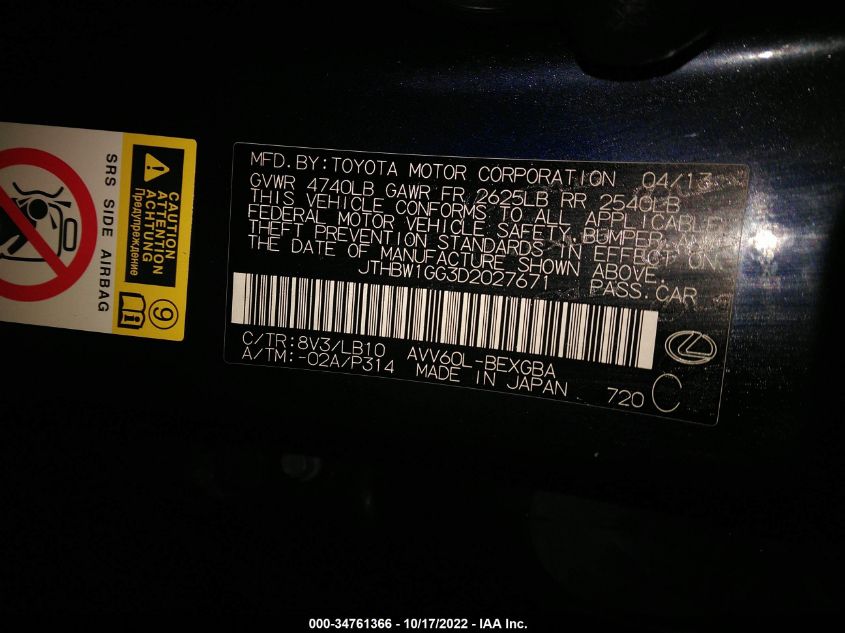 SRS SIDE AIRBAG
CAUTION
ATTENTION
ACHTUNG
Предупреждение
9
MFD.BY:TOYOTA MOTOR CORPORATION 04/13
GVWR 4740LB GAWR FR 2625LB RR 2540LB
THIS VEHICLE CONFORMS TO ALL APPLICABLE
FEDERAL MOTOR VEHICLE SAFETY, BUMPER, AND
THEFT PREVENTION STANDARDS IN EFFECT ON
THE DATE OF MANUFACTURE SHOWN ABOVE.
JTHBW1GG3D2027671 PASS.CAR
C/TR:8V3/LB10 AVV60L-BEXGBA
A/TM:-02A/P314 MADE IN JAPAN 720 C
000-34761366 - 10/17/2022 - IAA Inc.